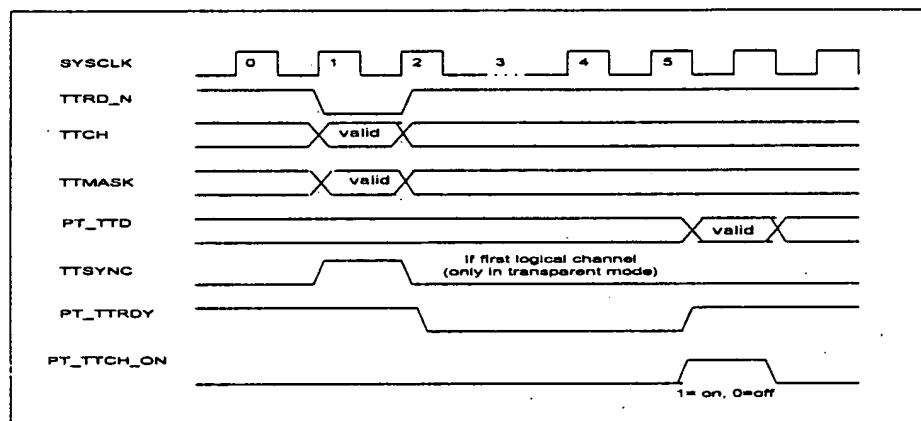 SYSCLK 0 1 2 3 4 5
TTRD_N
TTCH valid
TTMASK valid
PT_TTD valid
If first logical channel
TTSYNC (only in transparent mode)
PT_TTRDY
PT_TTCH_ON
1= on, 0=off